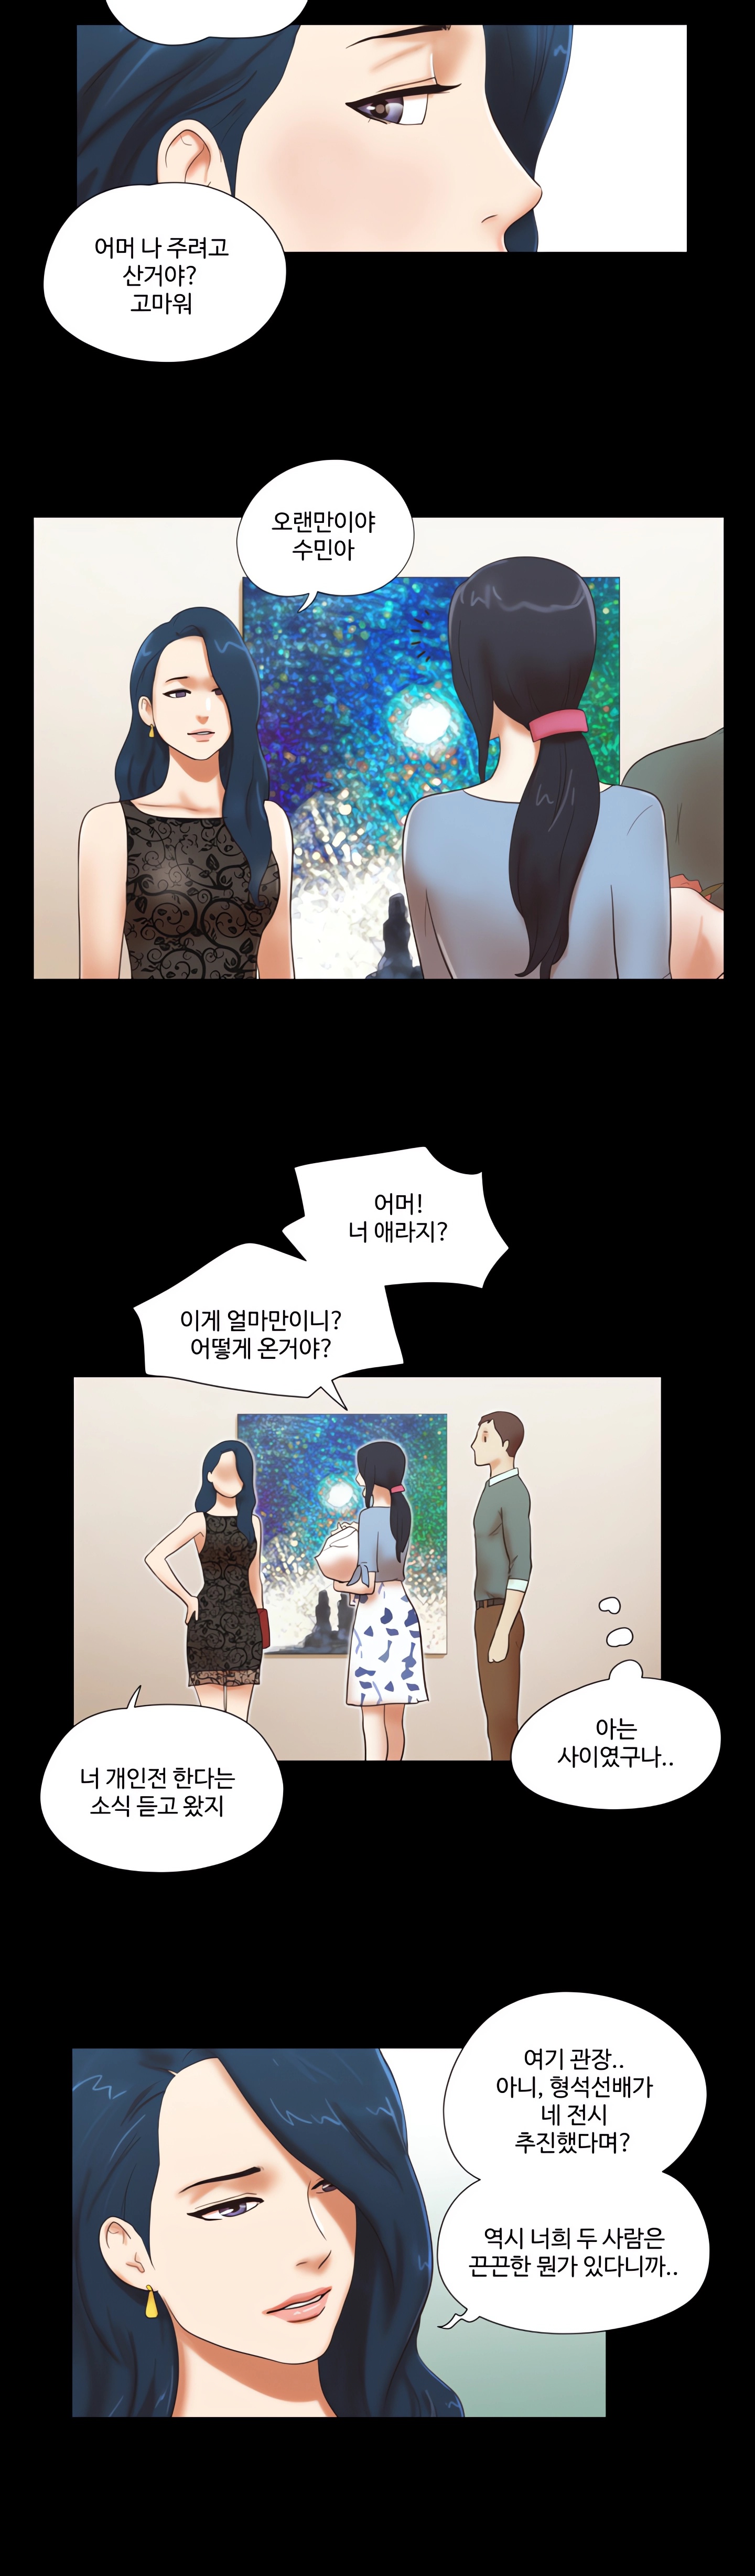 어머 나 주려고
산거야?
고마워
오랜만이야
수민아
어머!
너 애라지?
이게 얼마만이니?
어떻게 온거야?
너 개인전 한다는
소식 듣고 왔지
아는
사이였구나..
여기 관장..
아니, 형석선배가
네 전시
추진했다며?
역시 너희 두 사람은
끈끈한 뭔가 있다니까..